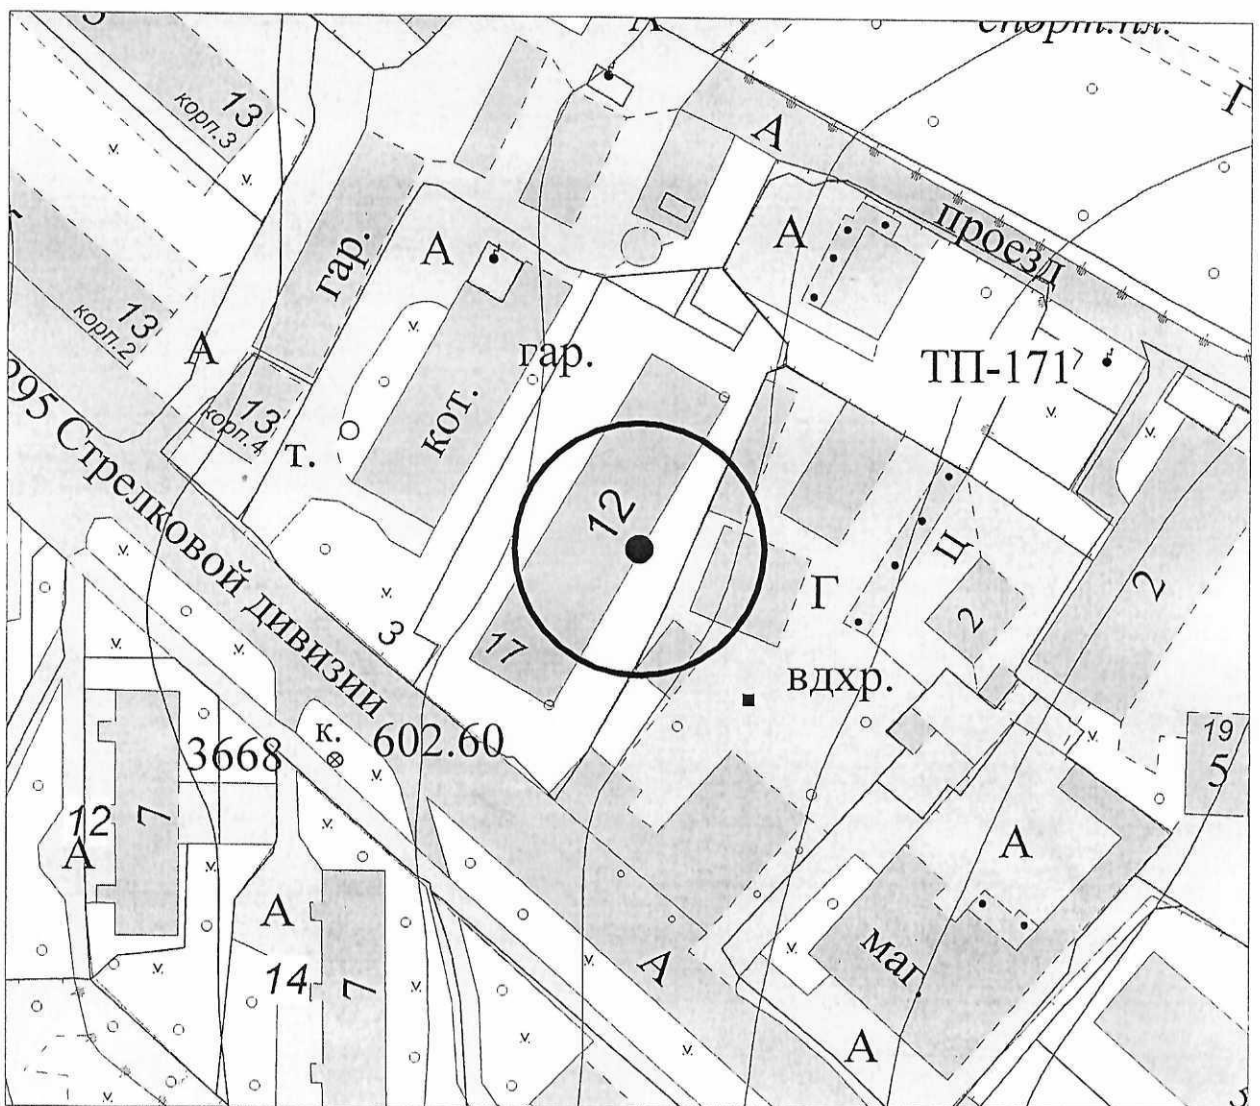 спорт.пл.
А
13
корп.3
А
Г
проезд
гар.
А
А
13
корп.2
А
гар.
ТП-171
13
корп.4
т.
кот.
295 Стрелковой дивизии
12
Ц
2
2
Г
3
17
вдхр.
к.
602.60
3668
19
5
12
7
А
А
А
14
7
А
маг.
А